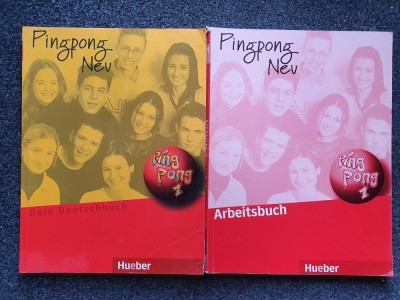 Pingpong
Neu
Ping
Pong
1
Dein Deutschbuch
Hueber
Pingpong
Neu
Ping
Pong
1
Arbeitsbuch
Hueber